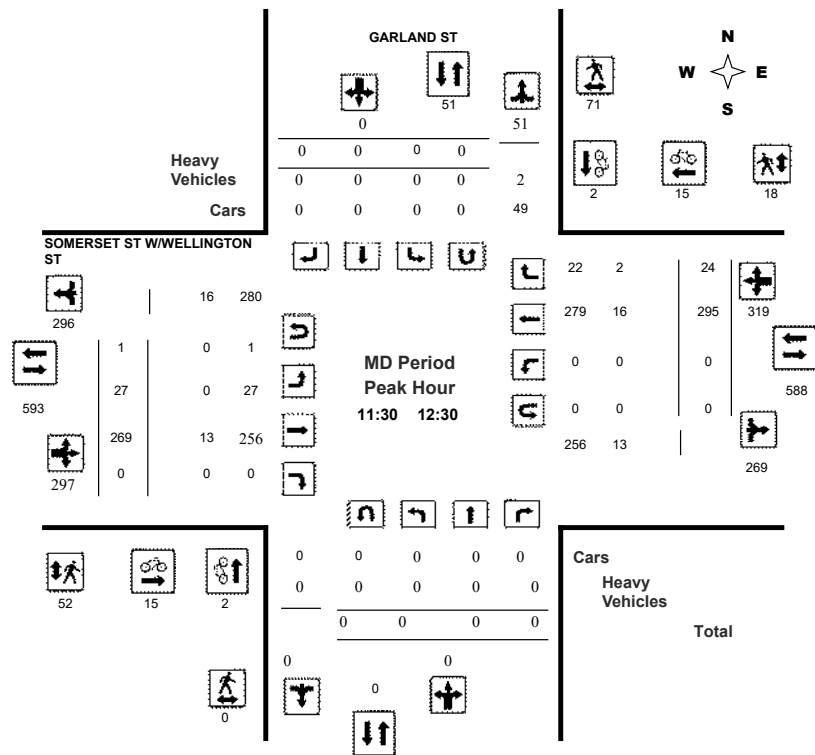 GARLAND ST
N
W E
S
51
71
0 51
0 0 0 0
Heavy
Vehicles
0 0 0 0 2
2 15 18
Cars 0 0 0 0 49
SOMERSET ST W/WELLINGTON
ST
16 280
296
22 2 24
279 16 295 319
1 0 1
MD Period
Peak Hour
11:30 12:30
0 0 0
593
27 0 27
588
0 0 0
269 13 256
256 13
297
0 0 0
269
0 0 0 0 0
Cars
0 0 0 0 0
Heavy
Vehicles
52 15 2
0 0 0 0
Total
0 0
0
0